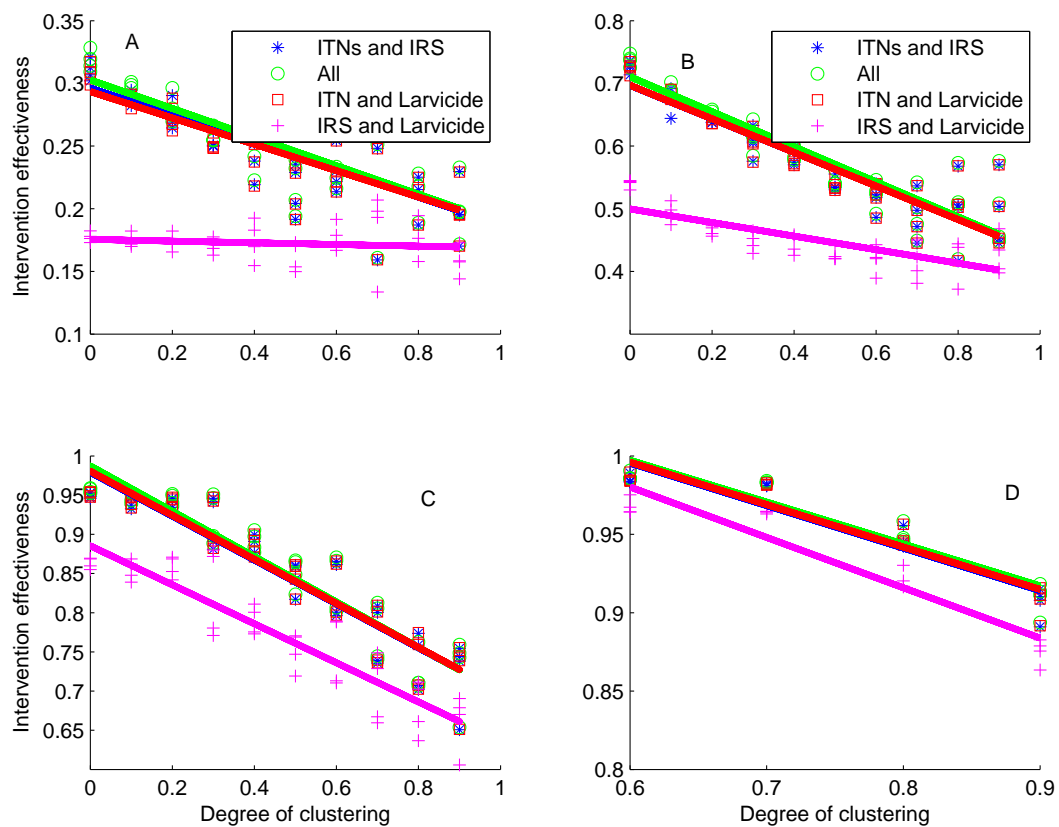 A
ITNs and IRS
All
ITN and Larvicide
IRS and Larvicide
0.35
0.3
0.25
0.2
0.15
0.1
Intervention effectiveness
0
0.2
0.4
0.6
0.8
1
B
ITNs and IRS
All
ITN and Larvicide
IRS and Larvicide
0.8
0.7
0.6
0.5
0.4
Intervention effectiveness
0
0.2
0.4
0.6
0.8
1
C
1
0.95
0.9
0.85
0.8
0.75
0.7
0.65
Intervention effectiveness
0
0.2
0.4
0.6
0.8
1
Degree of clustering
D
1
0.95
0.9
0.85
0.8
0.6
0.7
0.8
0.9
Degree of clustering